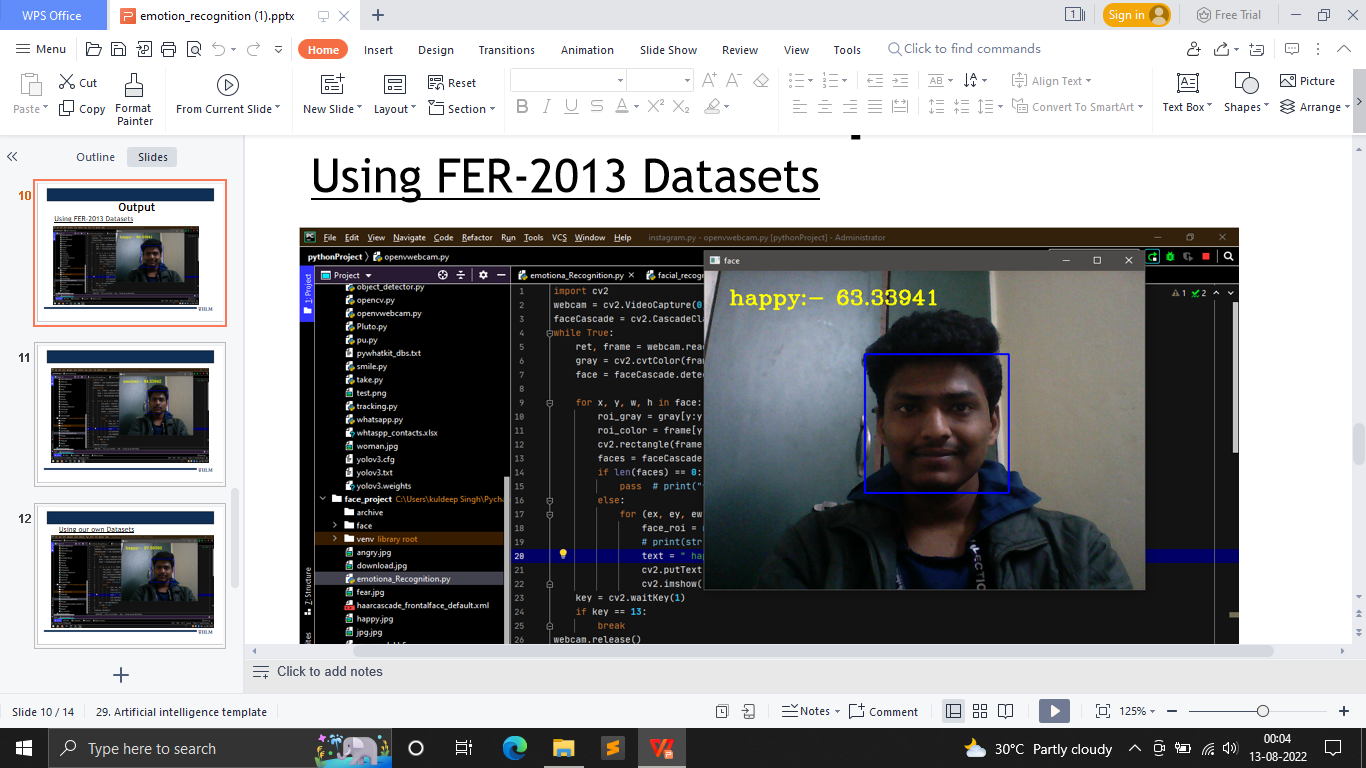 WPS Office
emotion_recognition (1).pptx
1
Sign in
Free Trial
Menu
Home
Insert
Design
Transitions
Animation
Slide Show
Review
View
Tools
Click to find commands
Paste
Cut
Copy
Format
Painter
From Current Slide
New Slide
Layout
Reset
Section
Align Text
Convert To SmartArt
Text Box
Shapes
Picture
Arrange
Outline
Slides
10
Output
Using FER-2013 Datasets
11
12
Using our own Datasets
Using FER-2013 Datasets
File Edit View Navigate Code Refactor Run Tools VCS Window Help
instagram.py - openvwebcam.py [pythonProject] - Administrator
pythonProject
openvwebcam.py
Project
emotiona_Recognition.py
facial_recogn
face
1: Project
object_detector.py
opencv.py
openvwebcam.py
Pluto.py
pu.py
pywhatkit_dbs.txt
smile.py
take.py
test.png
tracking.py
whatsapp.py
whtaspp_contacts.xlsx
woman.jpg
yolov3.cfg
yolov3.txt
yolov3.weights
face_project C:\Users\kuldeep Singh\Pycha
archive
face
venv library root
angry.jpg
download.jpg
emotiona_Recognition.py
fear.jpg
haarcascade_frontalface_default.xml
happy.jpg
jpg.jpg
7: Structure
1 import cv2
2 webcam = cv2.VideoCapture(0
3 faceCascade = cv2.CascadeCla
4 while True:
5 ret, frame = webcam.read
6 gray = cv2.cvtColor(fram
7 face = faceCascade.detec
8
9 for x, y, w, h in face:
10 roi_gray = gray[y:y
11 roi_color = frame[y
12 cv2.rectangle(frame
13 faces = faceCascade
14 if len(faces) == 0:
15 pass # print("
16 else:
17 for (ex, ey, ew
18 face_roi =
19 # print(str
20 text = " hap
21 cv2.putText
22 cv2.imshow(
23 key = cv2.waitKey(1)
24 if key == 13:
25 break
26 webcam.release()
happy:- 63.33941
1 2
Click to add notes
Slide 10 / 14
29. Artificial intelligence template
Notes
Comment
125%
Type here to search
30°C Partly cloudy
00:04
13-08-2022